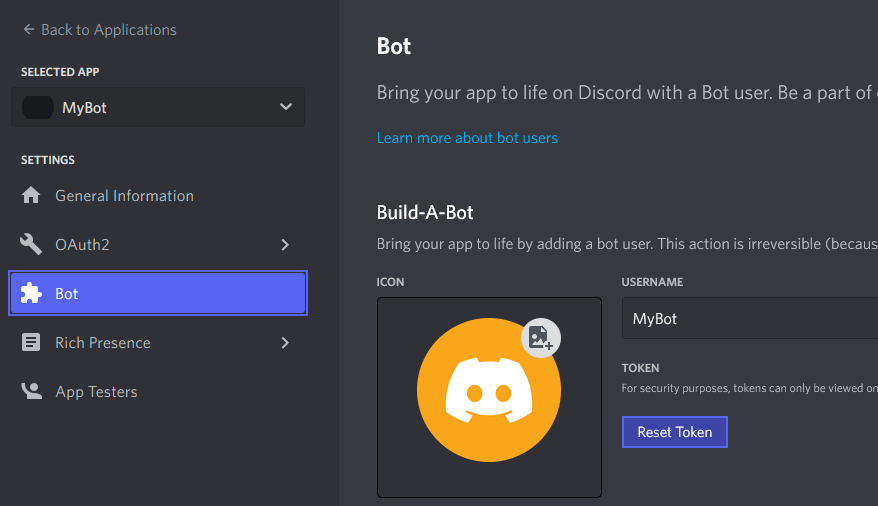 Back to Applications
SELECTED APP
MyBot
SETTINGS
General Information
OAuth2
Bot
Rich Presence
App Testers
Bot
Bring your app to life on Discord with a Bot user. Be a part of
Learn more about bot users
Build-A-Bot
Bring your app to life by adding a bot user. This action is irreversible (becaus
ICON
USERNAME
MyBot
TOKEN
For security purposes, tokens can only be viewed on
Reset Token